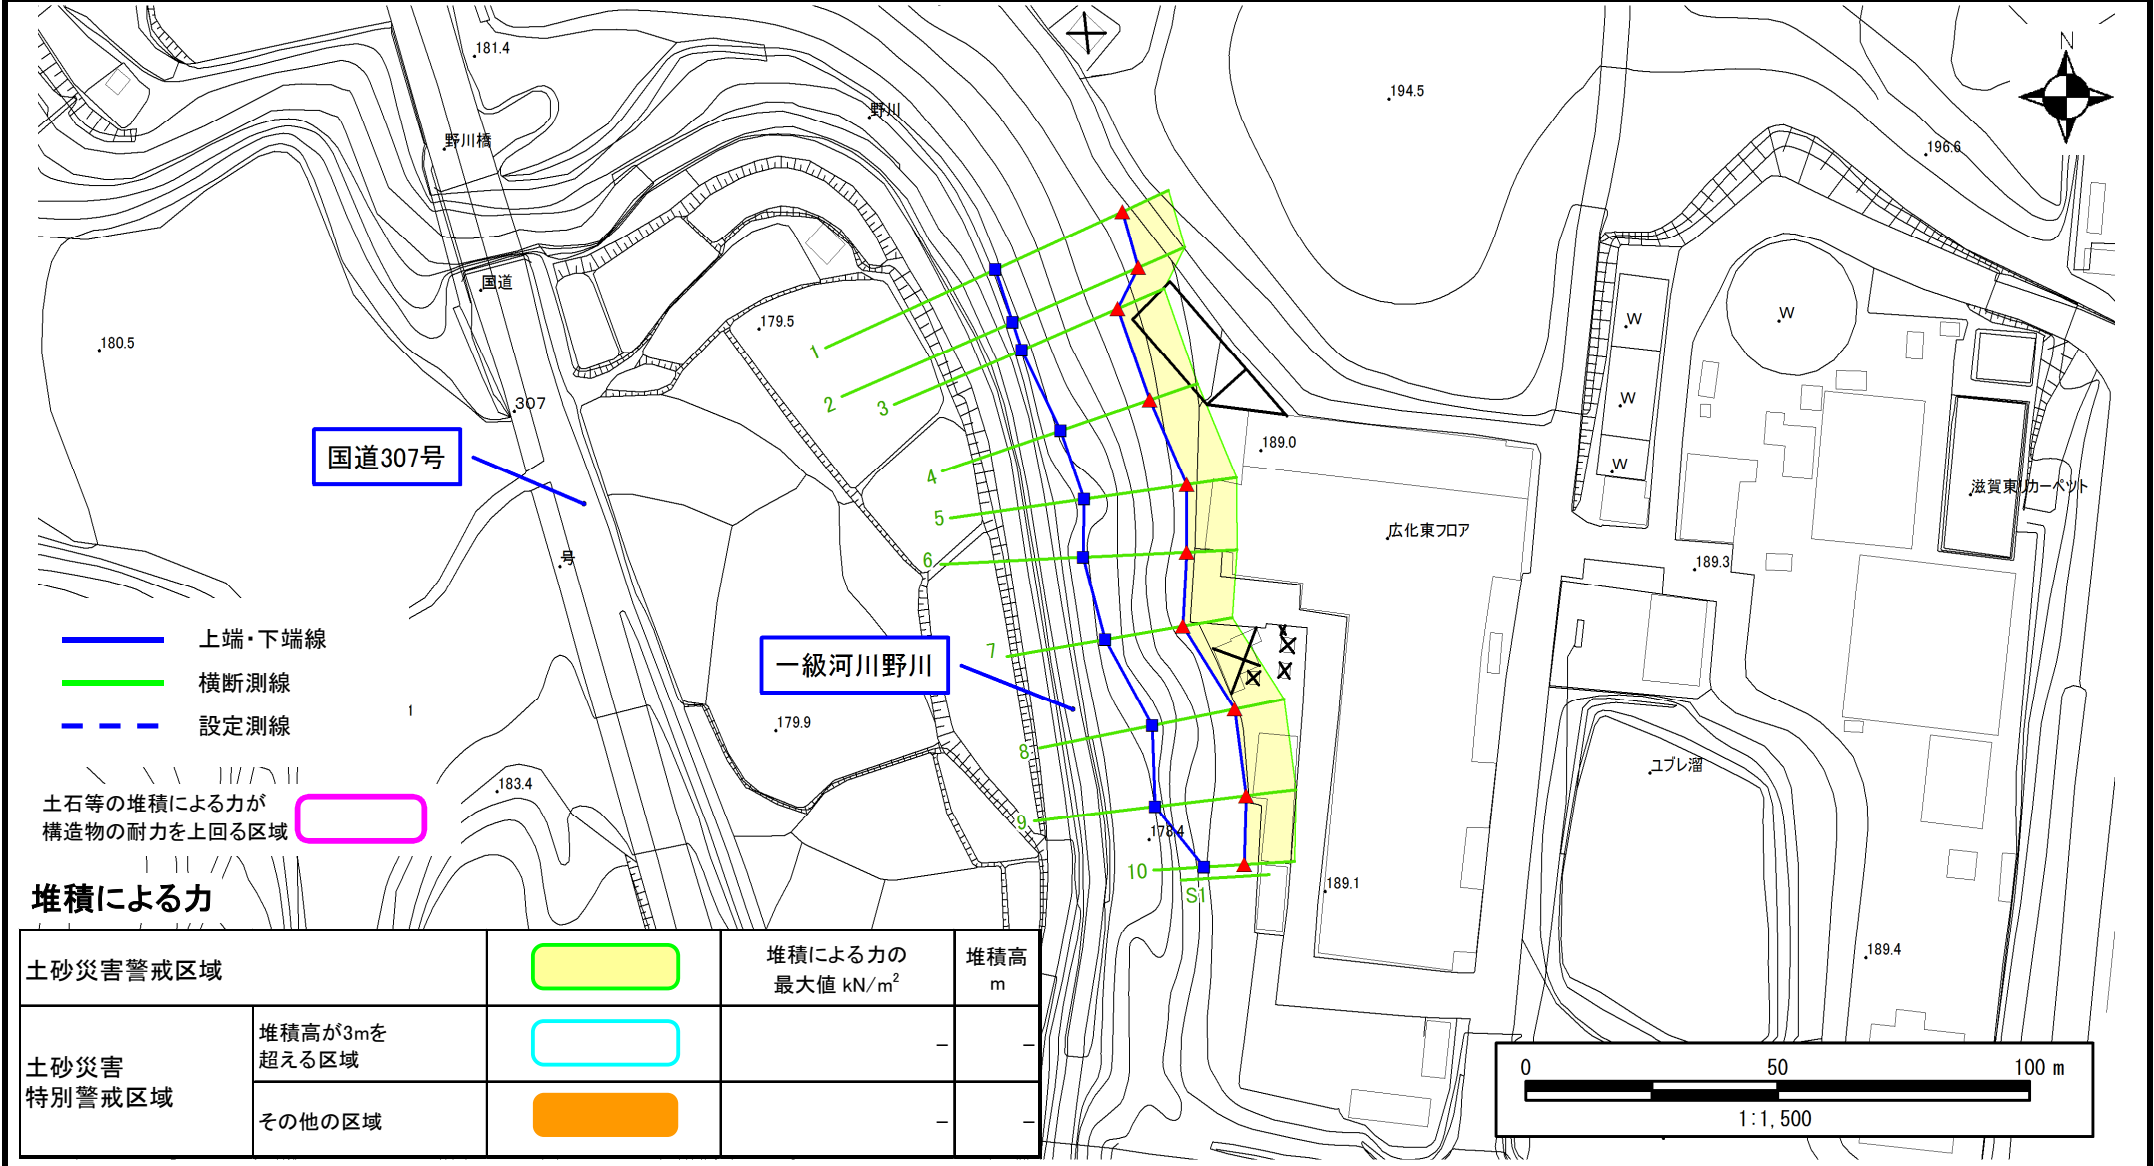 N
181.4
野川
野川橋
194.5
196.6
国道
179.5
180.5
307
国道307号
号
1
2
3
4
5
6
7
8
9
10
S1
W
W
W
W
189.0
広化東フロア
滋賀東リカーペット
189.3
一級河川野川
179.9
183.4
178.4
ユブレ溜
189.1
189.4
1
上端・下端線
横断測線
設定測線
土石等の堆積による力が
構造物の耐力を上回る区域
堆積による力
土砂災害警戒区域
堆積による力の
最大値 kN/m²
堆積高
m
土砂災害
特別警戒区域
堆積高が3mを
超える区域
－
－
その他の区域
－
－
0 50 100 m
1:1,500